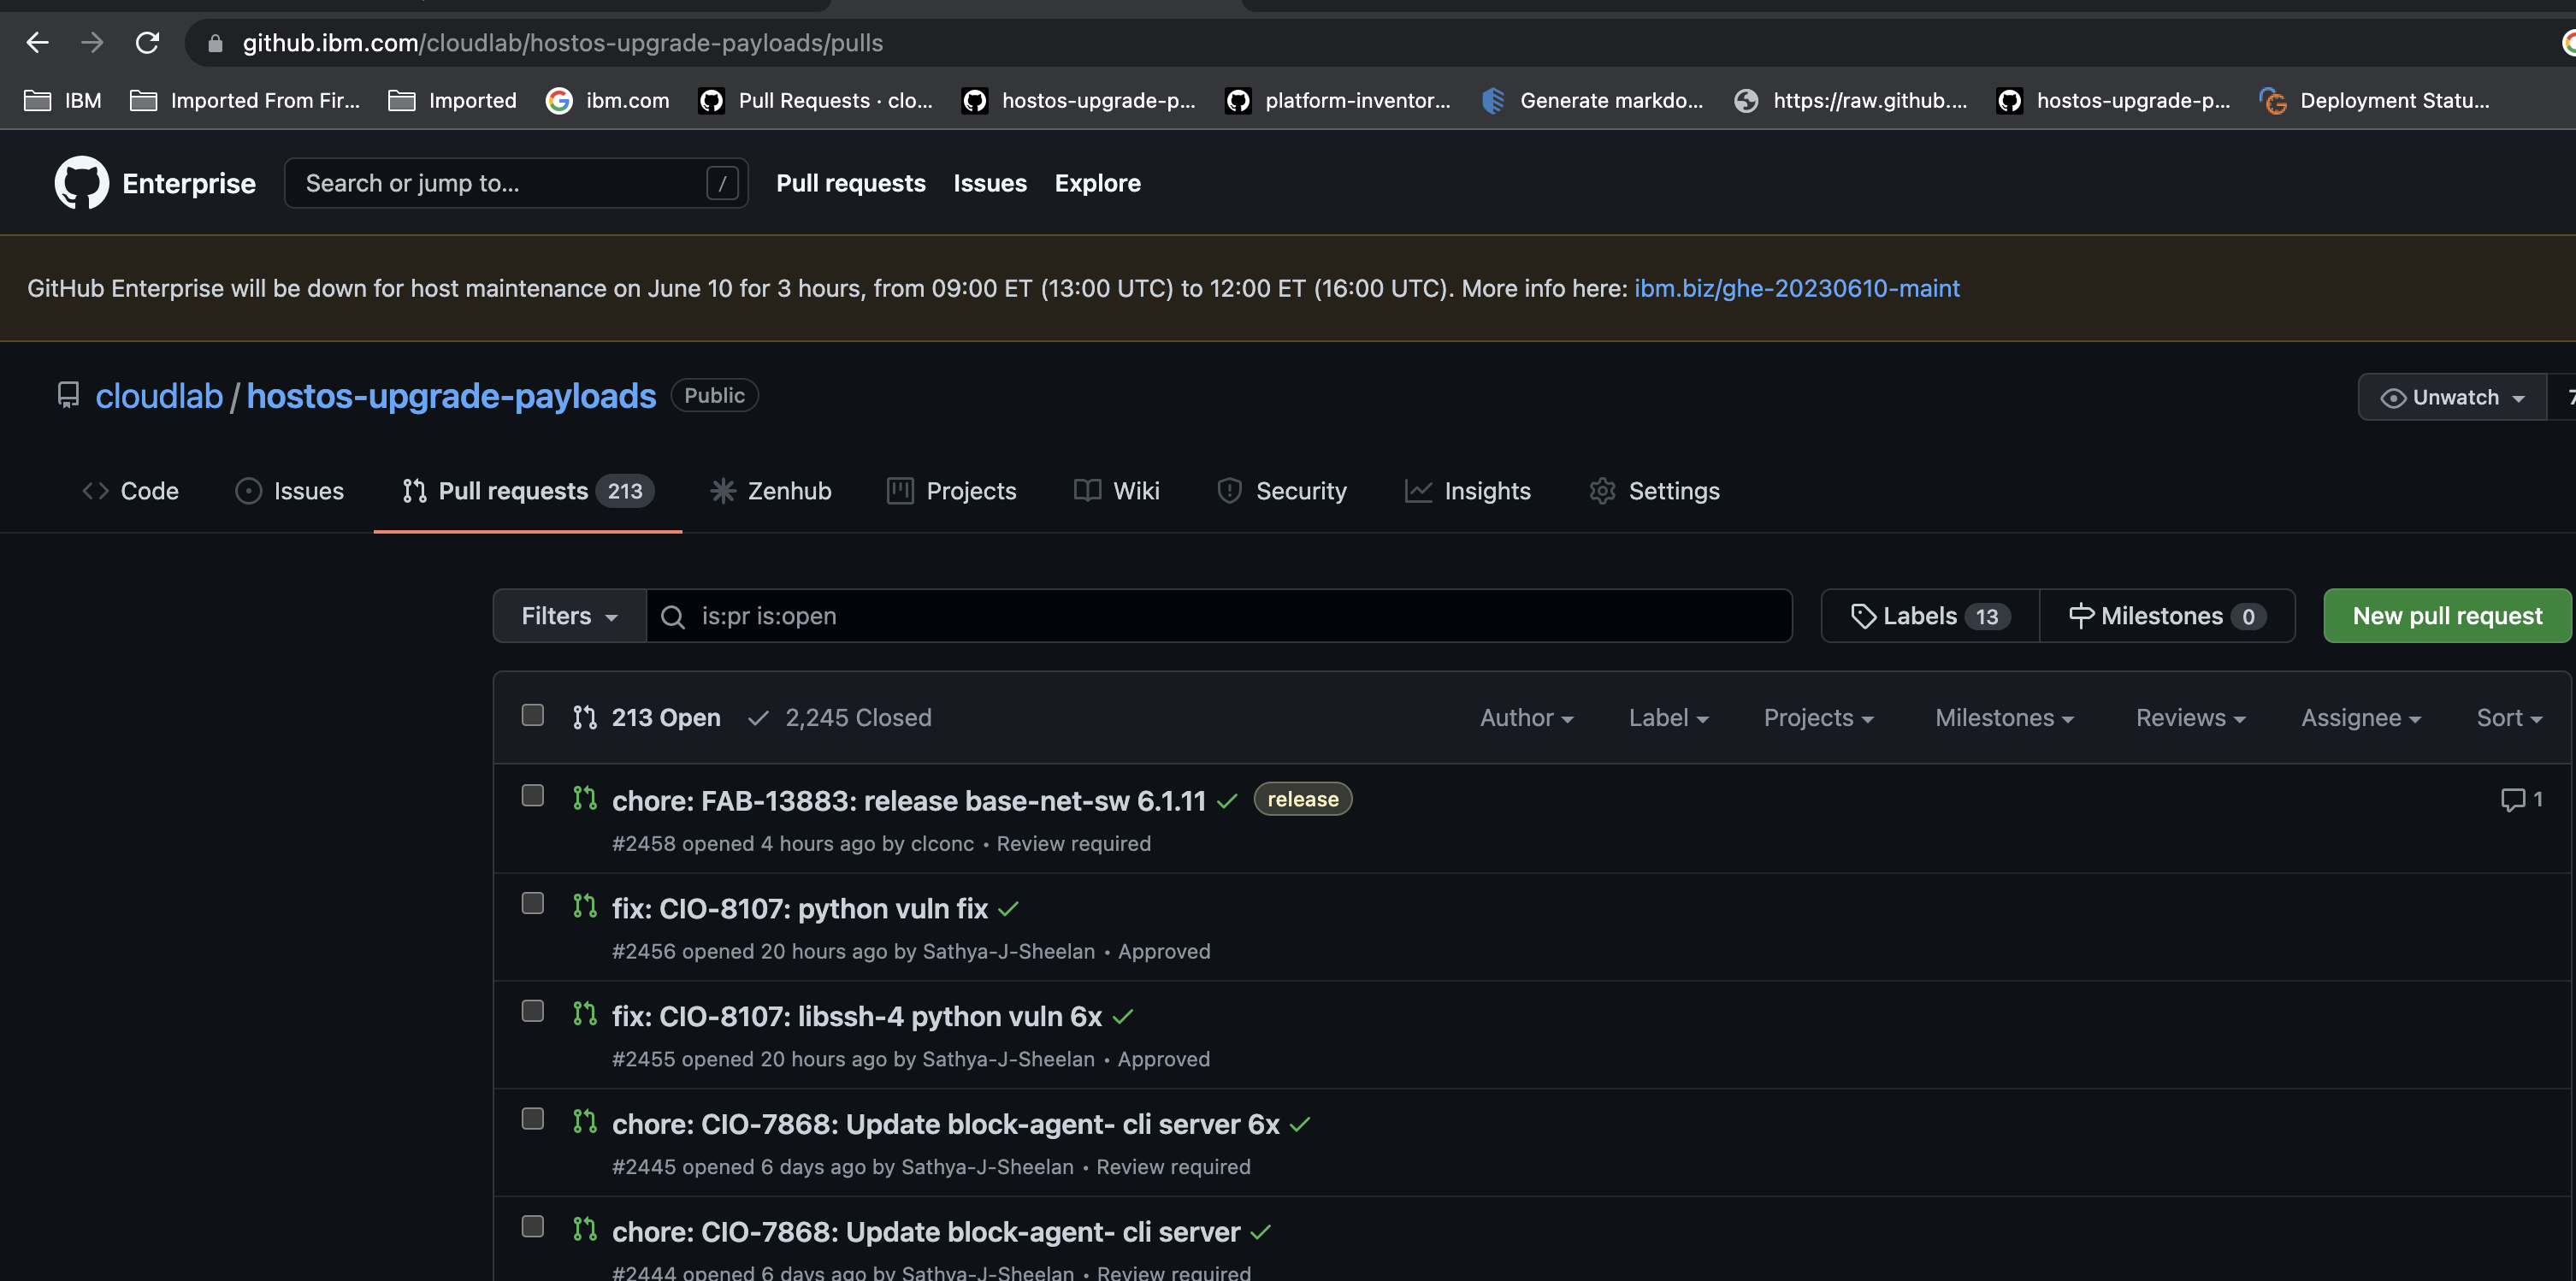 github.ibm.com/cloudlab/hostos-upgrade-payloads/pulls
IBM Imported From Fir... Imported ibm.com Pull Requests · clo... hostos-upgrade-p... platform-inventor... Generate markdo... https://raw.github.... hostos-upgrade-p... Deployment Statu...
Enterprise Search or jump to... / Pull requests Issues Explore
GitHub Enterprise will be down for host maintenance on June 10 for 3 hours, from 09:00 ET (13:00 UTC) to 12:00 ET (16:00 UTC). More info here: ibm.biz/ghe-20230610-maint
cloudlab / hostos-upgrade-payloads Public Unwatch
Code Issues Pull requests 213 Zenhub Projects Wiki Security Insights Settings
Filters is:pr is:open Labels 13 Milestones 0 New pull request
213 Open 2,245 Closed Author Label Projects Milestones Reviews Assignee Sort
chore: FAB-13883: release base-net-sw 6.1.11 release 1
#2458 opened 4 hours ago by clconc • Review required
fix: CIO-8107: python vuln fix
#2456 opened 20 hours ago by Sathya-J-Sheelan • Approved
fix: CIO-8107: libssh-4 python vuln 6x
#2455 opened 20 hours ago by Sathya-J-Sheelan • Approved
chore: CIO-7868: Update block-agent- cli server 6x
#2445 opened 6 days ago by Sathya-J-Sheelan • Review required
chore: CIO-7868: Update block-agent- cli server
#2444 opened 6 days ago by Sathya-J-Sheelan • Review required